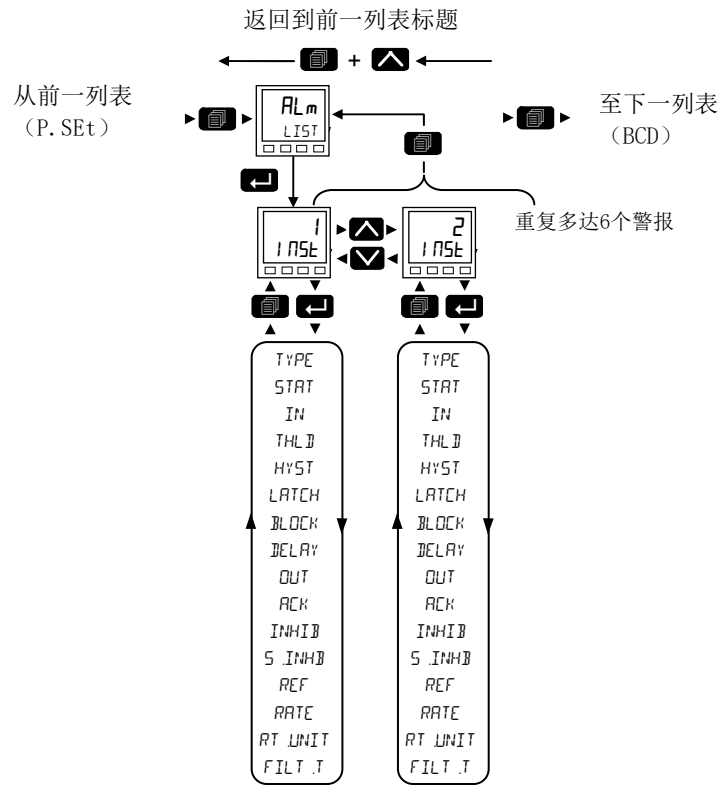 返回到前一列表标题
+
从前一列表
（P.SEt）
ALm
LIST
至下一列表
（BCD）
重复多达6个警报
1
INSt
2
INSt
TYPE
STAT
IN
THLD
HYST
LATCH
BLOCK
DELAY
OUT
ACK
INHIB
S.INHB
REF
RATE
RT.UNIT
FILT.T
TYPE
STAT
IN
THLD
HYST
LATCH
BLOCK
DELAY
OUT
ACK
INHIB
S.INHB
REF
RATE
RT.UNIT
FILT.T